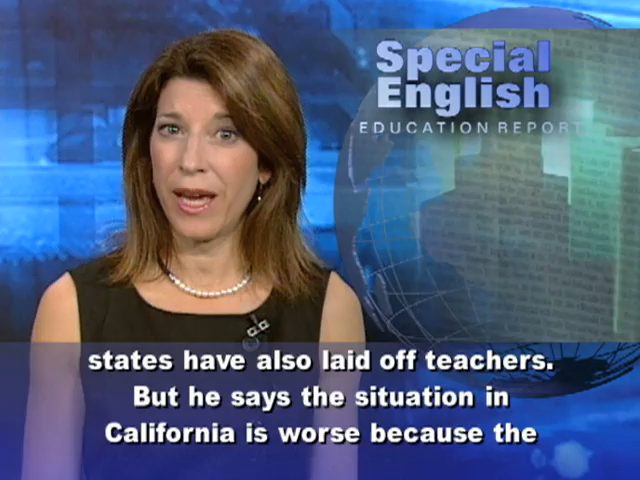 Special
English
EDUCATION REPORT
states have also laid off teachers.
But he says the situation in
California is worse because the